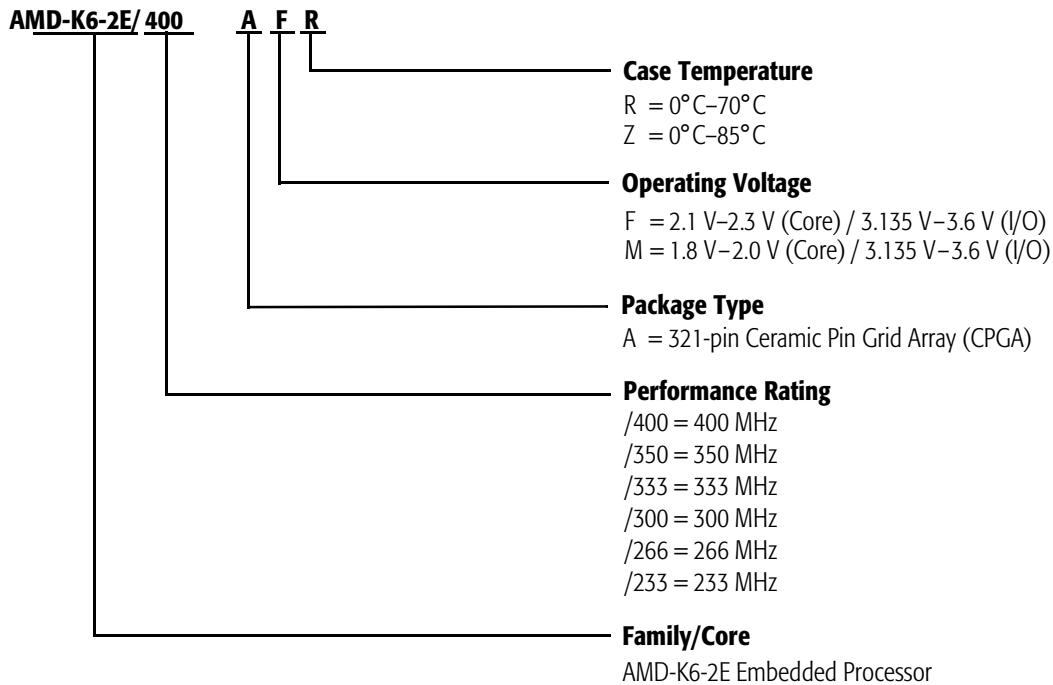 AMD-K6-2E/ 400 A F R
Case Temperature
R = 0°C–70°C
Z = 0°C–85°C
Operating Voltage
F = 2.1 V–2.3 V (Core) / 3.135 V–3.6 V (I/O)
M = 1.8 V–2.0 V (Core) / 3.135 V–3.6 V (I/O)
Package Type
A = 321-pin Ceramic Pin Grid Array (CPGA)
Performance Rating
/400 = 400 MHz
/350 = 350 MHz
/333 = 333 MHz
/300 = 300 MHz
/266 = 266 MHz
/233 = 233 MHz
Family/Core
AMD-K6-2E Embedded Processor